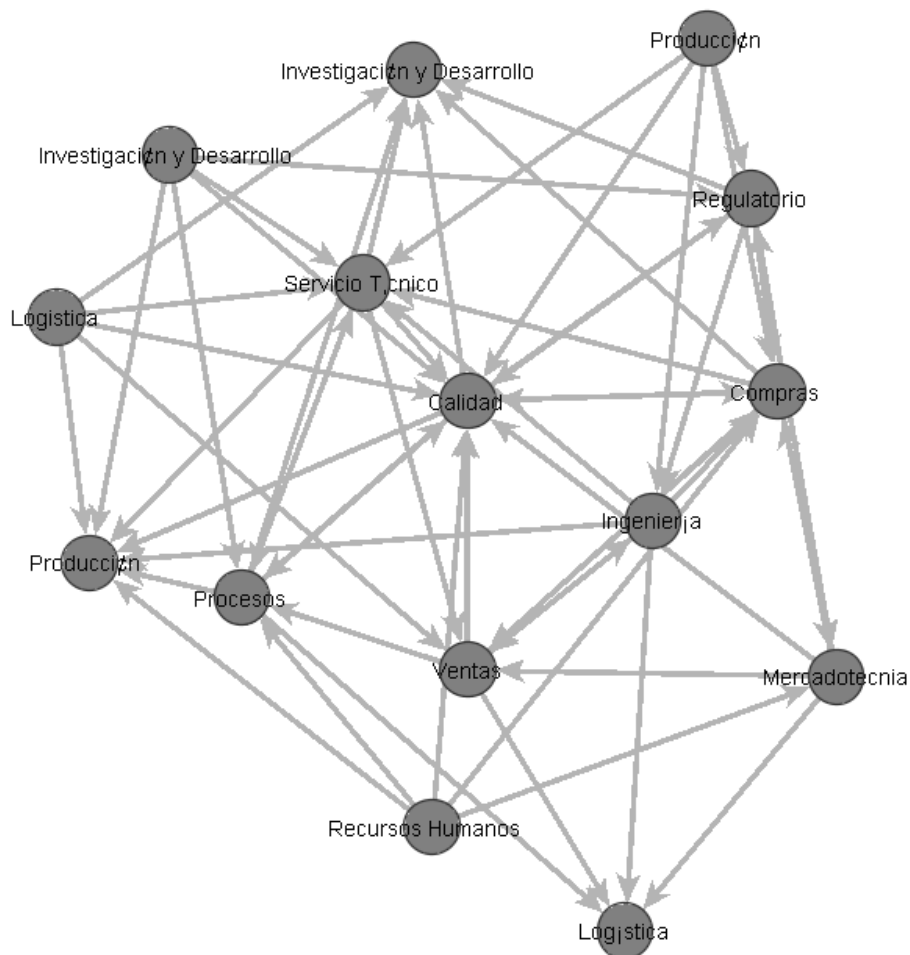 Producci¢n
Investigaci¢n y Desarrollo
Investigaci¢n y Desarrollo
Regulatorio
Servicio T‚cnico
Logistica
Compras
Calidad
Ingenier¡a
Producci¢n
Procesos
Ventas
Mercadotecnia
Recursos Humanos
Log¡stica